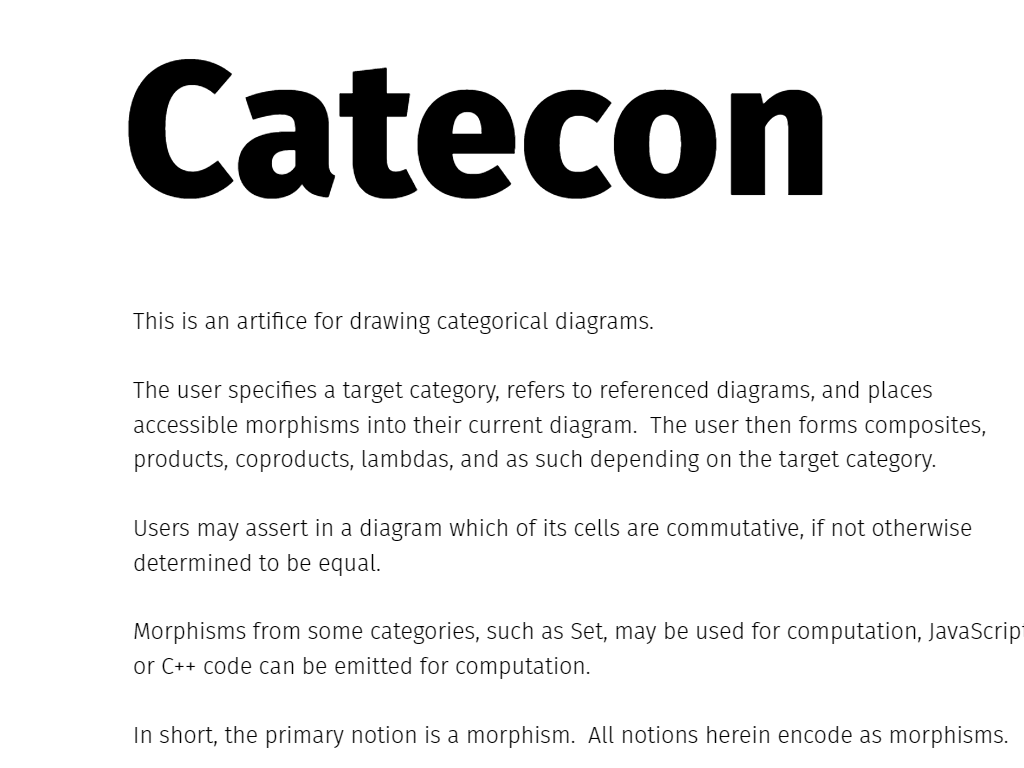 Catecon
This is an artifice for drawing categorical diagrams.
The user specifies a target category, refers to referenced diagrams, and places
accessible morphisms into their current diagram.  The user then forms composites,
products, coproducts, lambdas, and as such depending on the target category.
Users may assert in a diagram which of its cells are commutative, if not otherwise
determined to be equal.
Morphisms from some categories, such as Set, may be used for computation, JavaScript
or C++ code can be emitted for computation.
In short, the primary notion is a morphism.  All notions herein encode as morphisms.